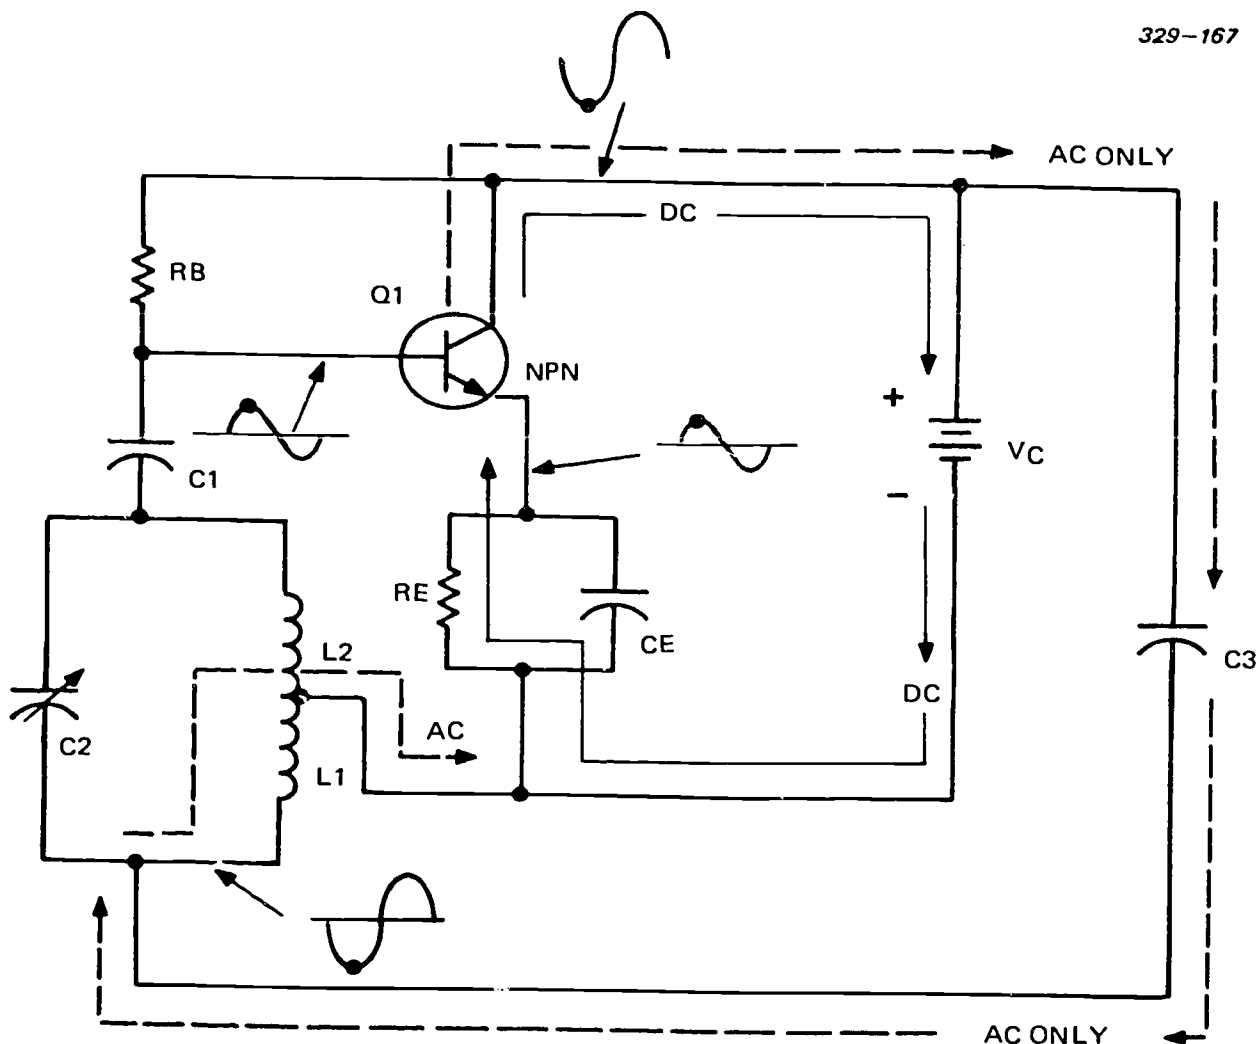 329-167
AC ONLY
DC
RB
Q1
NPN
+
VC
C1
-
RE
CE
L2
C3
DC
AC
C2
L1
AC ONLY